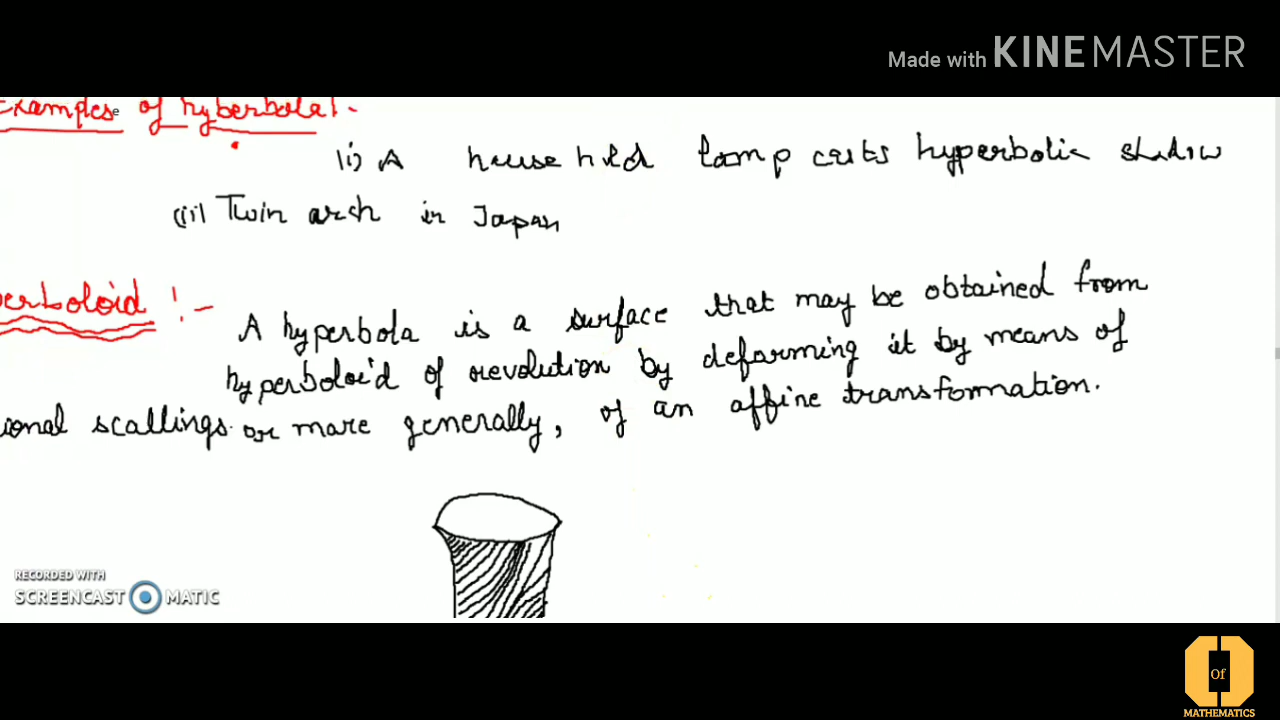 Made with KINEMASTER
Examples of hyberbola! -
(i) A household lamp casts hyperbolic shadow
(ii) Twin arch in Japan
perboloid ! -
A hyperbola is a surface that may be obtained from
hyperboloid of revolution by deforming it by means of
ional scallings or more generally, of an affine transformation.
RECORDED WITH
SCREENCAST MATIC
Of
MATHEMATICS